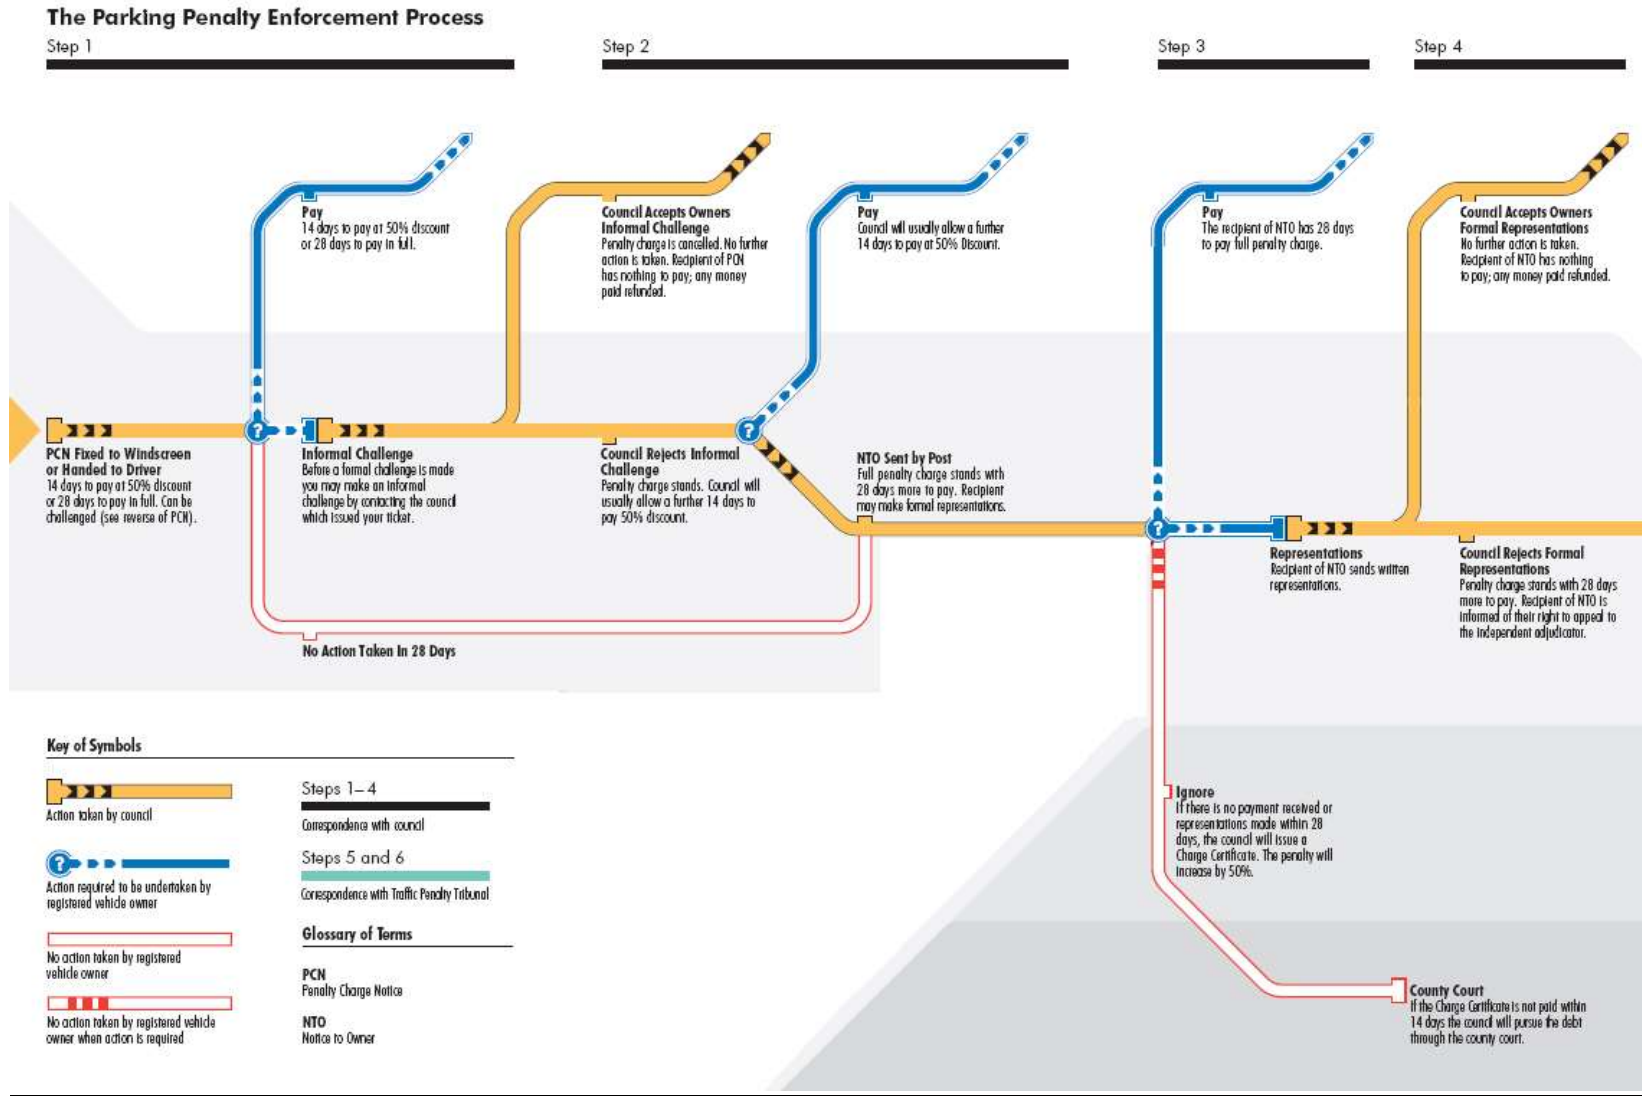 The Parking Penalty Enforcement Process
Step 1
Step 2
Step 3
Step 4
Pay
14 days to pay at 50% discount
or 28 days to pay in full.
Council Accepts Owners
Informal Challenge
Penalty charge is cancelled. No further
action is taken. Recipient of PCN
has nothing to pay; any money
paid refunded.
Pay
Council will usually allow a further
14 days to pay at 50% Discount.
Pay
The recipient of NTO has 28 days
to pay full penalty charge.
Council Accepts Owners
Formal Representations
No further action is taken.
Recipient of NTO has nothing
to pay; any money paid refunded.
?
?
?
PCN Fixed to Windscreen
or Handed to Driver
14 days to pay at 50% discount
or 28 days to pay in full. Can be
challenged (see reverse of PCN).
Informal Challenge
Before a formal challenge is made
you may make an informal
challenge by contacting the council
which issued your ticket.
Council Rejects Informal
Challenge
Penalty charge stands. Council will
usually allow a further 14 days to
pay 50% discount.
NTO Sent by Post
Full penalty charge stands with
28 days more to pay. Recipient
may make formal representations.
Representations
Recipient of NTO sends written
representations.
Council Rejects Formal
Representations
Penalty charge stands with 28 days
more to pay. Recipient of NTO is
informed of their right to appeal to
the independent adjudicator.
No Action Taken In 28 Days
Ignore
If there is no payment received or
representations made within 28
days, the council will issue a
Charge Certificate. The penalty will
increase by 50%.
County Court
If the Charge Certificate is not paid within
14 days the council will pursue the debt
through the county court.
Key of Symbols
Action taken by council
?
Action required to be undertaken by
registered vehicle owner
No action taken by registered
vehicle owner
No action taken by registered vehicle
owner when action is required
Steps 1–4
Correspondence with council
Steps 5 and 6
Correspondence with Traffic Penalty Tribunal
Glossary of Terms
PCN
Penalty Charge Notice
NTO
Notice to Owner